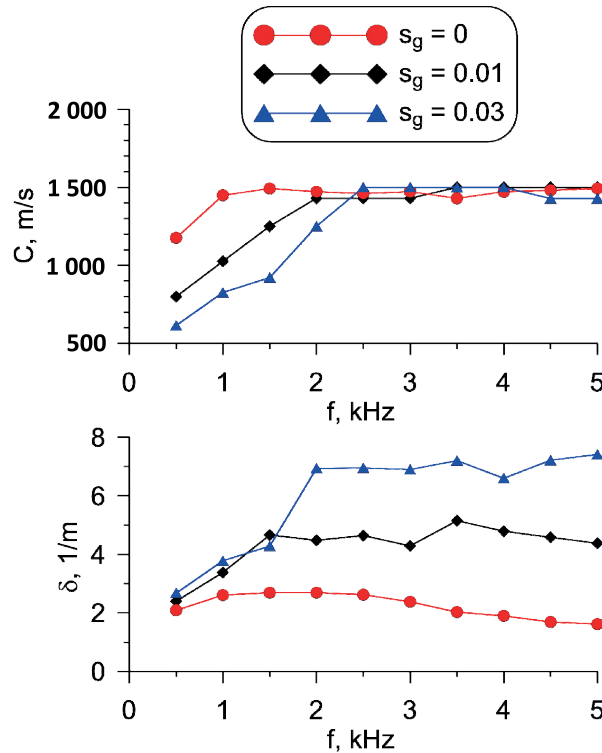 s_g = 0
s_g = 0.01
s_g = 0.03
2 000
1 500
1 000
500
C, m/s
0 1 2 3 4 5
f, kHz
8
6
4
2
0
δ, 1/m
0 1 2 3 4 5
f, kHz